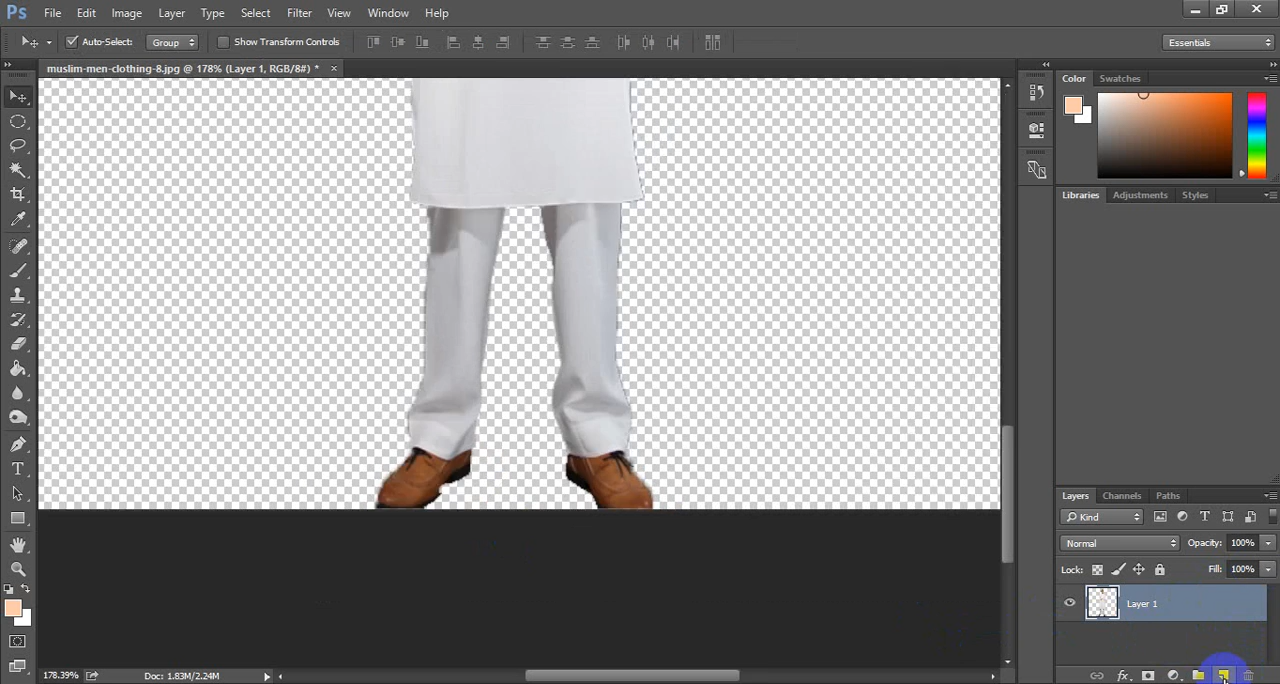 Ps File Edit Image Layer Type Select Filter View Window Help
Auto-Select: Group Show Transform Controls Essentials
muslim-men-clothing-8.jpg @ 178% (Layer 1, RGB/8#) * ×
Color Swatches
Libraries Adjustments Styles
Layers Channels Paths
Kind T
Normal Opacity: 100%
Lock: Fill: 100%
Layer 1
T
178.39% Doc: 1.83M/2.24M fx